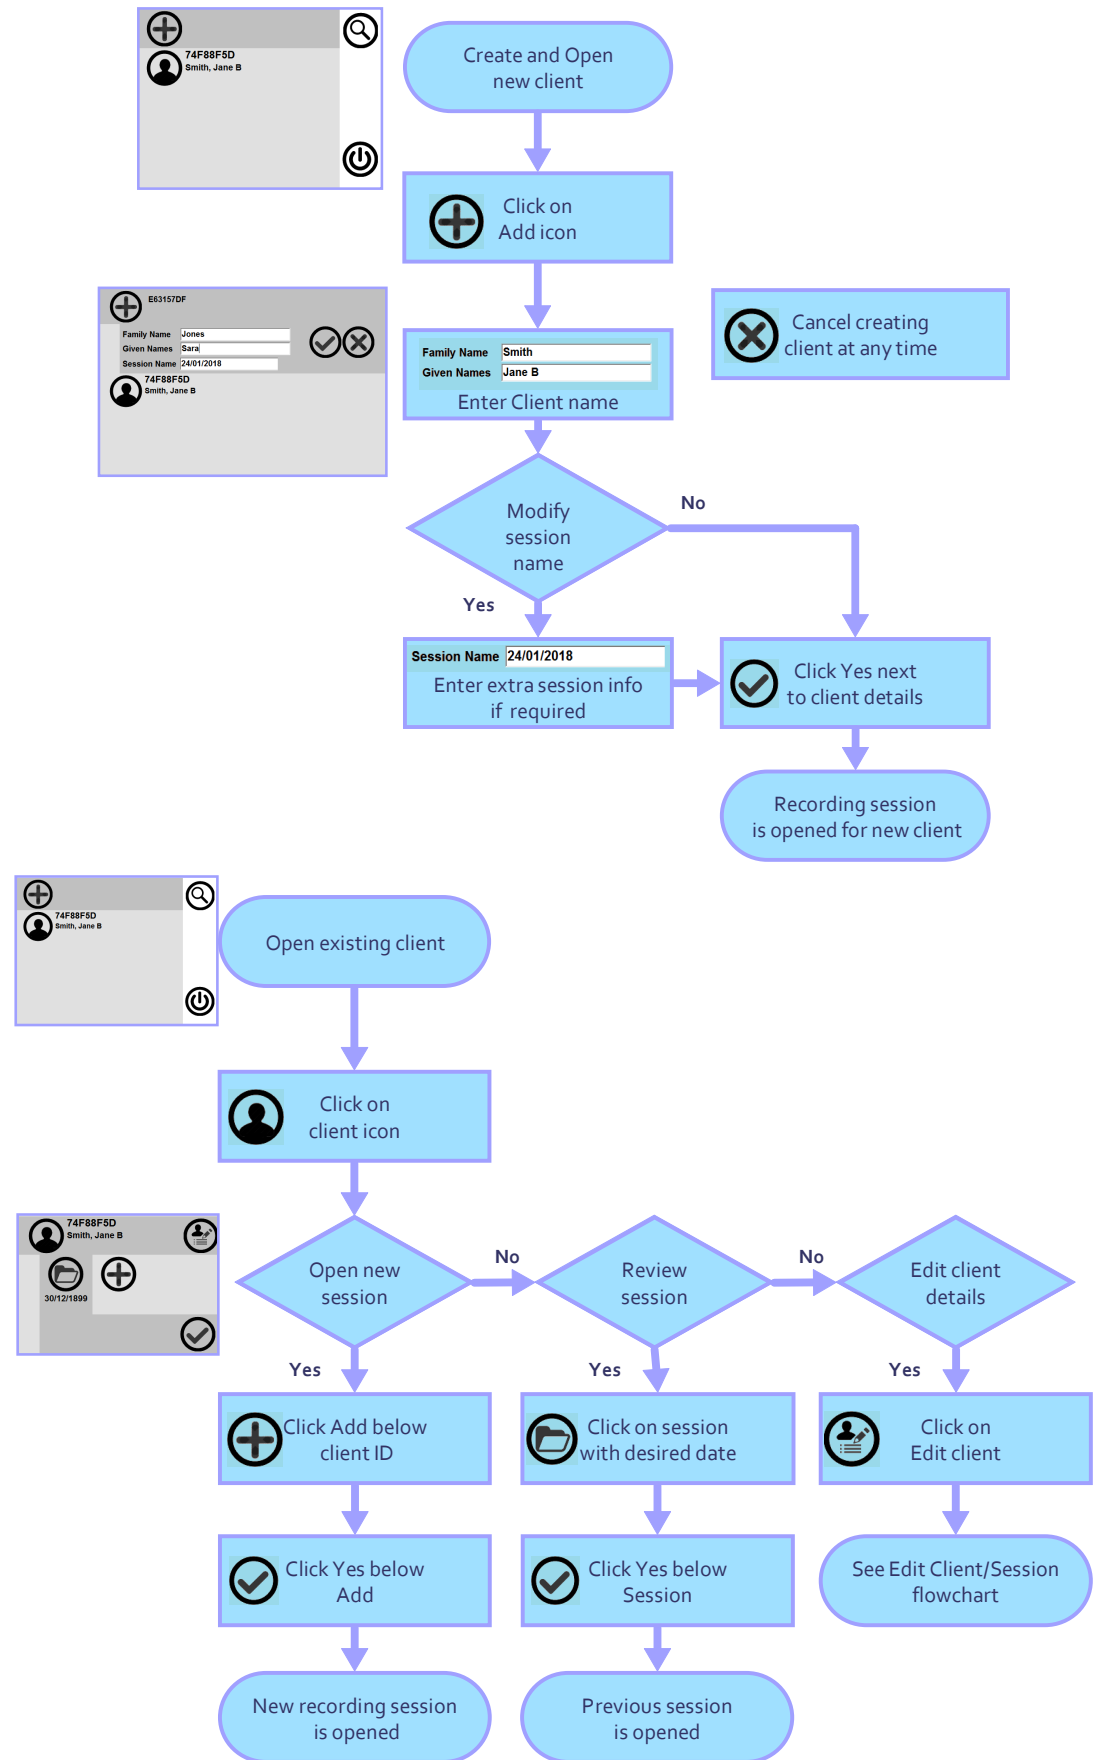 74F88F5D
Smith, Jane B
Create and Open
new client
Click on
Add icon
E63157DF
Family Name Jones
Given Names Sara
Session Name 24/01/2018
74F88F5D
Smith, Jane B
Family Name Smith
Given Names Jane B
Enter Client name
Cancel creating
client at any time
Modify
session
name
No
Yes
Session Name 24/01/2018
Enter extra session info
if required
Click Yes next
to client details
Recording session
is opened for new client
74F88F5D
Smith, Jane B
Open existing client
Click on
client icon
74F88F5D
Smith, Jane B
30/12/1899
Open new
session
No
Review
session
No
Edit client
details
Yes
Yes
Yes
Click Add below
client ID
Click on session
with desired date
Click on
Edit client
Click Yes below
Add
Click Yes below
Session
See Edit Client/Session
flowchart
New recording session
is opened
Previous session
is opened